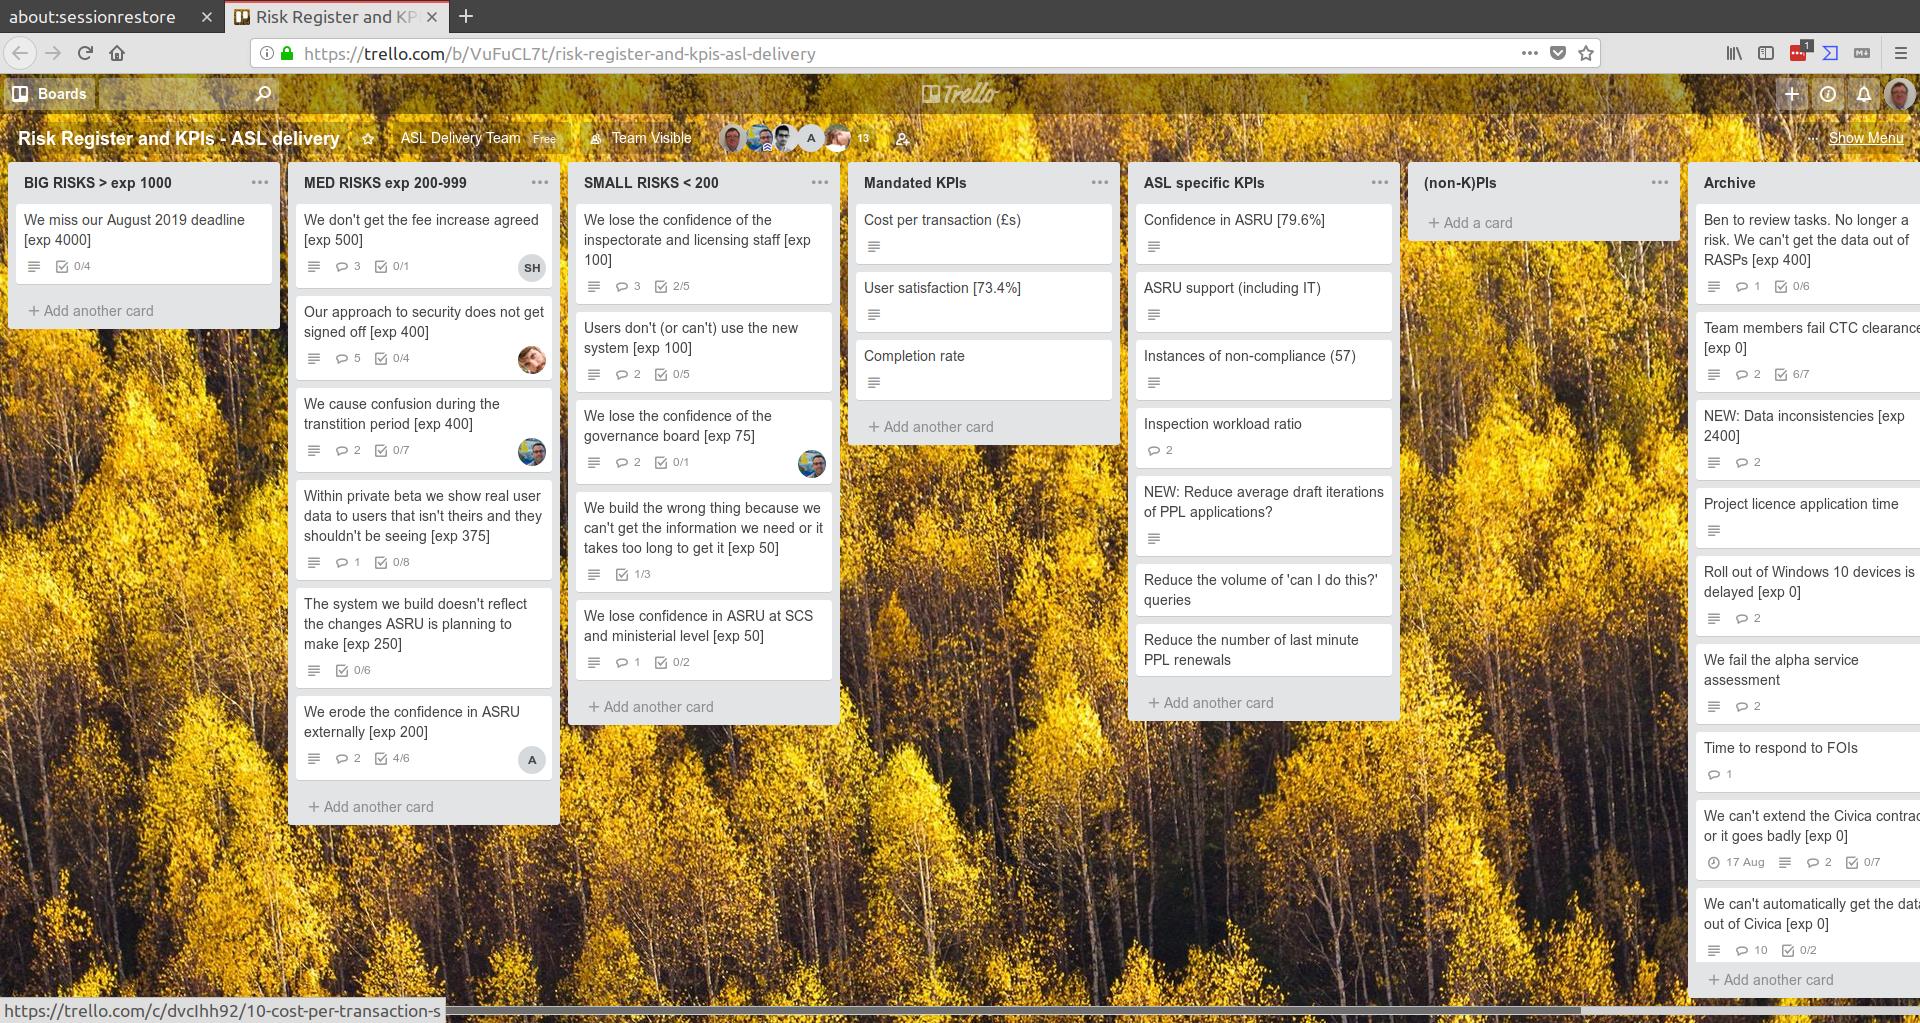 about:sessionrestore
Risk Register and KP
https://trello.com/b/VuFuCL7t/risk-register-and-kpis-asl-delivery
1
Boards
Trello
Risk Register and KPIs - ASL delivery
ASL Delivery Team Free
Team Visible
A
13
Show Menu
BIG RISKS > exp 1000
We miss our August 2019 deadline
[exp 4000]
0/4
+ Add another card
MED RISKS exp 200-999
We don't get the fee increase agreed
[exp 500]
3 0/1
SH
Our approach to security does not get
signed off [exp 400]
5 0/4
We cause confusion during the
transtition period [exp 400]
2 0/7
Within private beta we show real user
data to users that isn't theirs and they
shouldn't be seeing [exp 375]
1 0/8
The system we build doesn't reflect
the changes ASRU is planning to
make [exp 250]
0/6
We erode the confidence in ASRU
externally [exp 200]
2 4/6
A
+ Add another card
SMALL RISKS < 200
We lose the confidence of the
inspectorate and licensing staff [exp
100]
3 2/5
Users don't (or can't) use the new
system [exp 100]
2 0/5
We lose the confidence of the
governance board [exp 75]
2 0/1
We build the wrong thing because we
can't get the information we need or it
takes too long to get it [exp 50]
1/3
We lose confidence in ASRU at SCS
and ministerial level [exp 50]
1 0/2
+ Add another card
Mandated KPIs
Cost per transaction (£s)
User satisfaction [73.4%]
Completion rate
+ Add another card
ASL specific KPIs
Confidence in ASRU [79.6%]
ASRU support (including IT)
Instances of non-compliance (57)
Inspection workload ratio
2
NEW: Reduce average draft iterations
of PPL applications?
Reduce the volume of 'can I do this?'
queries
Reduce the number of last minute
PPL renewals
+ Add another card
(non-K)PIs
+ Add a card
Archive
Ben to review tasks. No longer a
risk. We can't get the data out of
RASPs [exp 400]
1 0/6
Team members fail CTC clearance
[exp 0]
2 6/7
NEW: Data inconsistencies [exp
2400]
2
Project licence application time
Roll out of Windows 10 devices is
delayed [exp 0]
2
We fail the alpha service
assessment
2
Time to respond to FOIs
1
We can't extend the Civica contrac
or it goes badly [exp 0]
17 Aug 2 0/7
We can't automatically get the data
out of Civica [exp 0]
10 0/2
+ Add another card
https://trello.com/c/dvcIhh92/10-cost-per-transaction-s